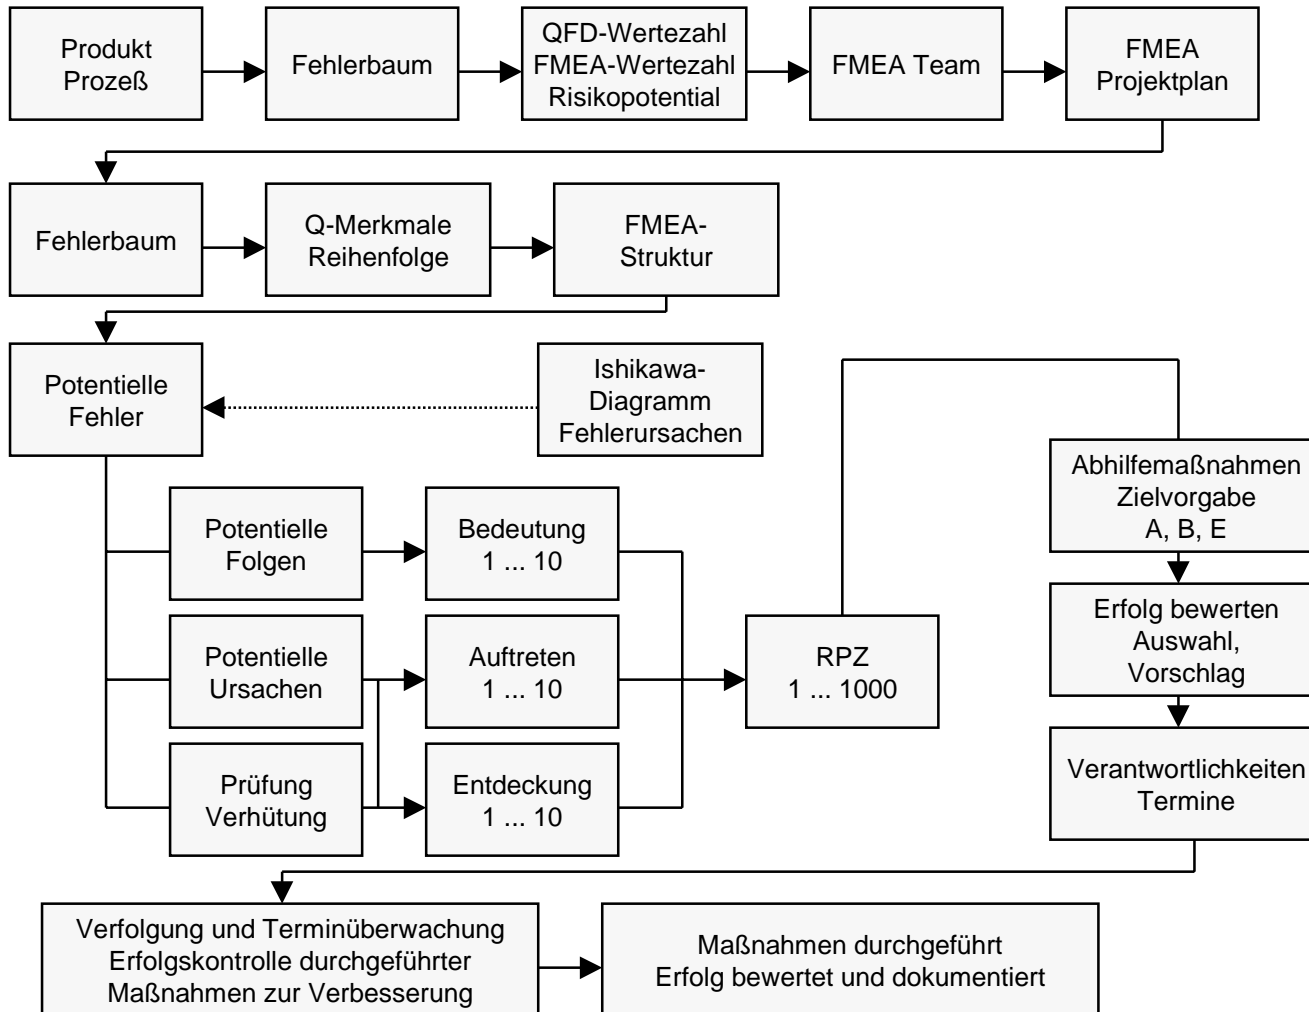 Produkt
Prozeß
Fehlerbaum
QFD-Wertezahl
FMEA-Wertezahl
Risikopotential
FMEA Team
FMEA
Projektplan
Fehlerbaum
Q-Merkmale
Reihenfolge
FMEA-
Struktur
Potentielle
Fehler
Ishikawa-
Diagramm
Fehlerursachen
Abhilfemaßnahmen
Zielvorgabe
A, B, E
Potentielle
Folgen
Bedeutung
1 ... 10
Erfolg bewerten
Auswahl,
Vorschlag
Potentielle
Ursachen
Auftreten
1 ... 10
RPZ
1 ... 1000
Prüfung
Verhütung
Entdeckung
1 ... 10
Verantwortlichkeiten
Termine
Verfolgung und Terminüberwachung
Erfolgskontrolle durchgeführter
Maßnahmen zur Verbesserung
Maßnahmen durchgeführt
Erfolg bewertet und dokumentiert